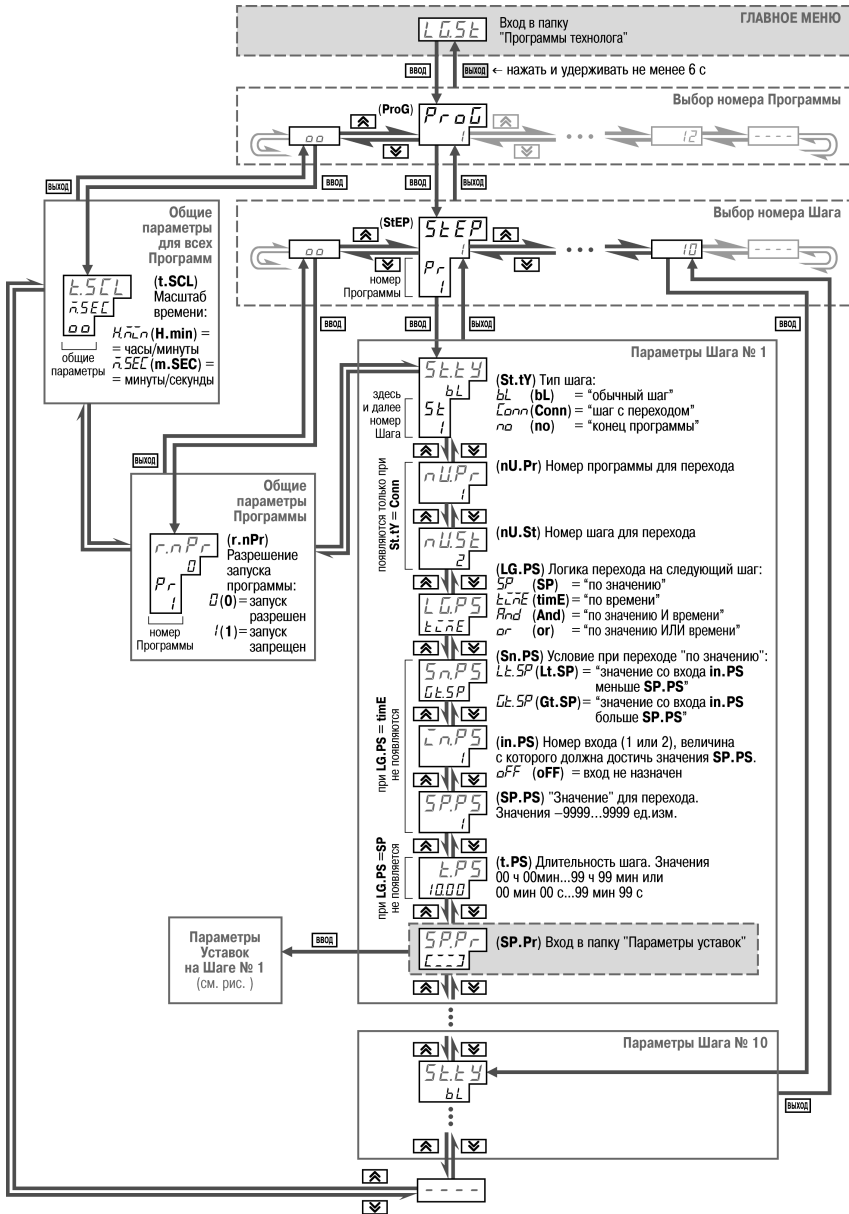 ГЛАВНОЕ МЕНЮ
LG.St
Вход в папку
"Программы технолога"
ВВОД
ВЫХОД ← нажать и удерживать не менее 6 с
Выбор номера Программы
(ProG)
ProG
1
oo
12
- - - -
ВЫХОД
ВВОД
ВВОД
ВЫХОД
Выбор номера Шага
(StEP)
StEP
1
Pr
1
номер
Программы
oo
10
- - - -
ВВОД
ВВОД
ВЫХОД
ВВОД
Общие
параметры
для всех
Программ
t.SCL
m.SEC
oo
общие
параметры
(t.SCL)
Масштаб
времени:
H.min (H.min) =
= часы/минуты
m.SEC (m.SEC) =
= минуты/секунды
ВЫХОД
Общие
параметры
Программы
r.nPr
0
Pr
1
номер
Программы
(r.nPr)
Разрешение
запуска
программы:
0 (0) = запуск
разрешен
1 (1) = запуск
запрещен
Параметры Шага № 1
St.tY
bL
St
1
здесь
и далее
номер
Шага
(St.tY) Тип шага:
bL (bL) = “обычный шаг”
Conn (Conn) = “шаг с переходом”
no (no) = “конец программы”
появляются только при
St.tY = Conn
nU.Pr
1
(nU.Pr) Номер программы для перехода
nU.St
2
(nU.St) Номер шага для перехода
LG.PS
timE
(LG.PS) Логика перехода на следующий шаг:
SP (SP) = “по значению”
timE (timE) = “по времени”
And (And) = “по значению И времени”
or (or) = “по значению ИЛИ времени”
при LG.PS = timE
не появляются
Sn.PS
Gt.SP
(Sn.PS) Условие при переходе "по значению":
Lt.SP (Lt.SP) = “значение со входа in.PS
меньше SP.PS”
Gt.SP (Gt.SP)= “значение со входа in.PS
больше SP.PS”
in.PS
1
(in.PS) Номер входа (1 или 2), величина
с которого должна достичь значения SP.PS.
oFF (oFF) = вход не назначен
SP.PS
1
(SP.PS) "Значение" для перехода.
Значения –9999...9999 ед.изм.
при LG.PS =SP
не появляется
t.PS
10.00
(t.PS) Длительность шага. Значения
00 ч 00мин...99 ч 99 мин или
00 мин 00 с...99 мин 99 с
SP.Pr
[---]
(SP.Pr) Вход в папку "Параметры уставок"
ВВОД
Параметры
Уставок
на Шаге № 1
(см. рис. )
Параметры Шага № 10
St.tY
bL
ВЫХОД
- - - -